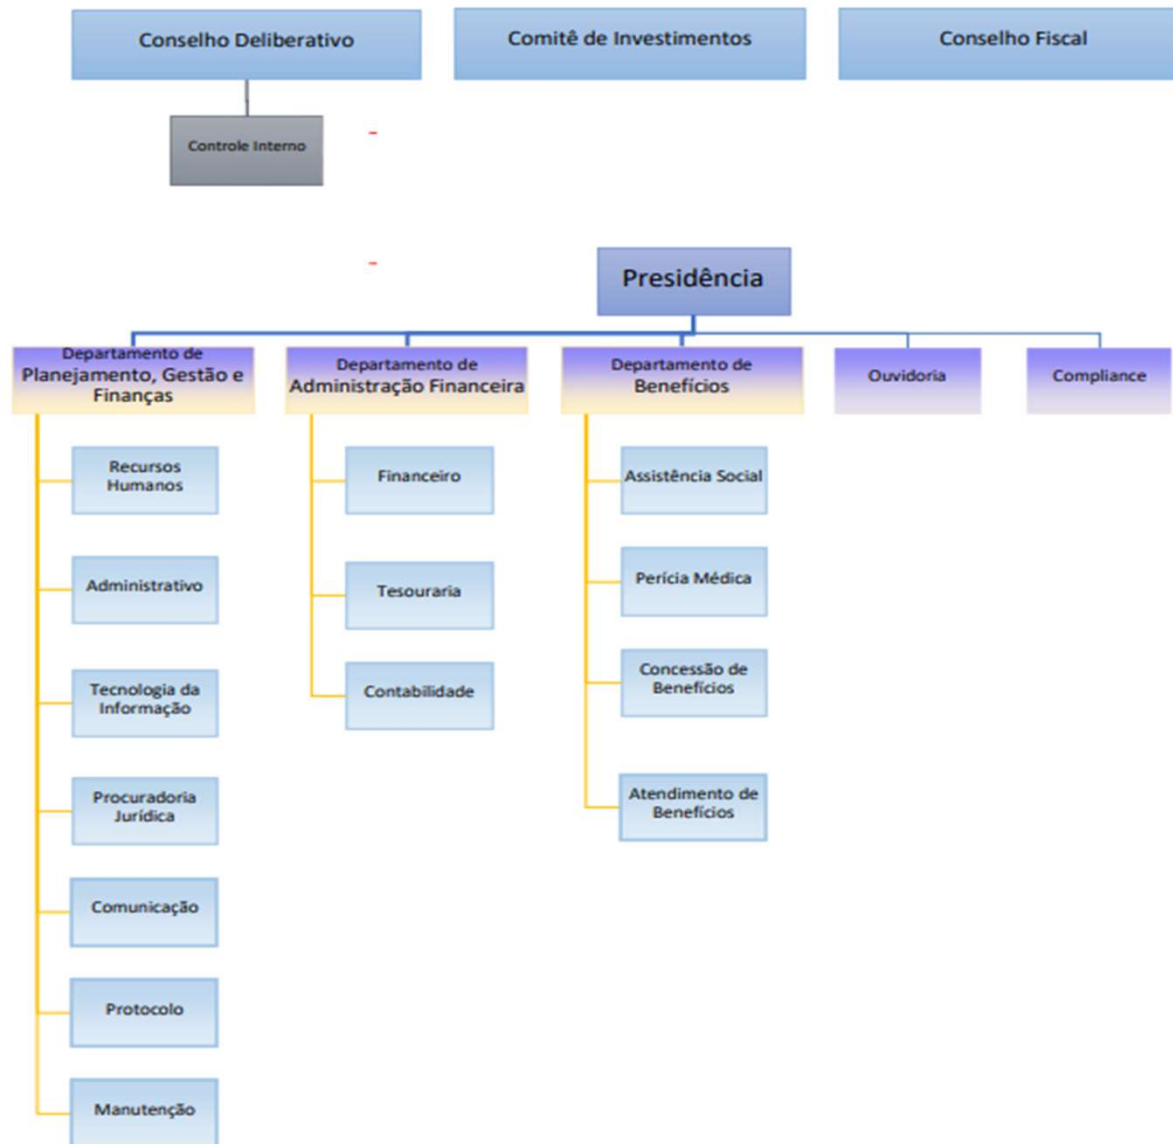 Conselho Deliberativo
Comitê de Investimentos
Conselho Fiscal
Controle Interno
-
-
Presidência
Departamento de
Planejamento, Gestão e
Finanças
Departamento de
Administração Financeira
Departamento de
Benefícios
Ouvidoria
Compliance
Recursos
Humanos
Administrativo
Tecnologia da
Informação
Procuradoria
Jurídica
Comunicação
Protocolo
Manutenção
Financeiro
Tesouraria
Contabilidade
Assistência Social
Perícia Médica
Concessão de
Benefícios
Atendimento de
Benefícios